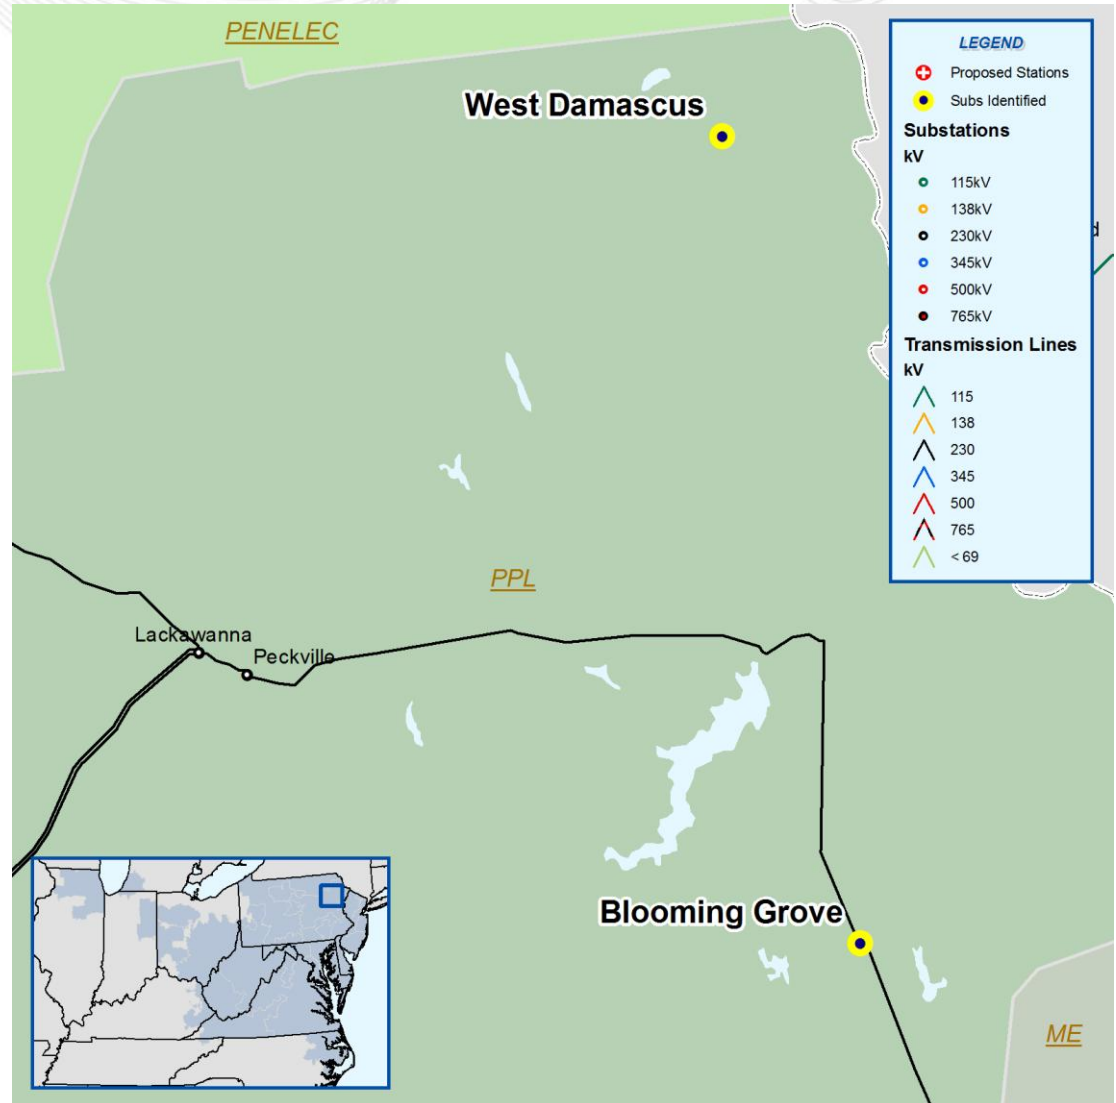 PENELEC
West Damascus
LEGEND
Proposed Stations
Subs Identified
Substations
kV
115kV
138kV
230kV
345kV
500kV
765kV
Transmission Lines
kV
115
138
230
345
500
765
< 69
d
PPL
Lackawanna
Peckville
Blooming Grove
ME